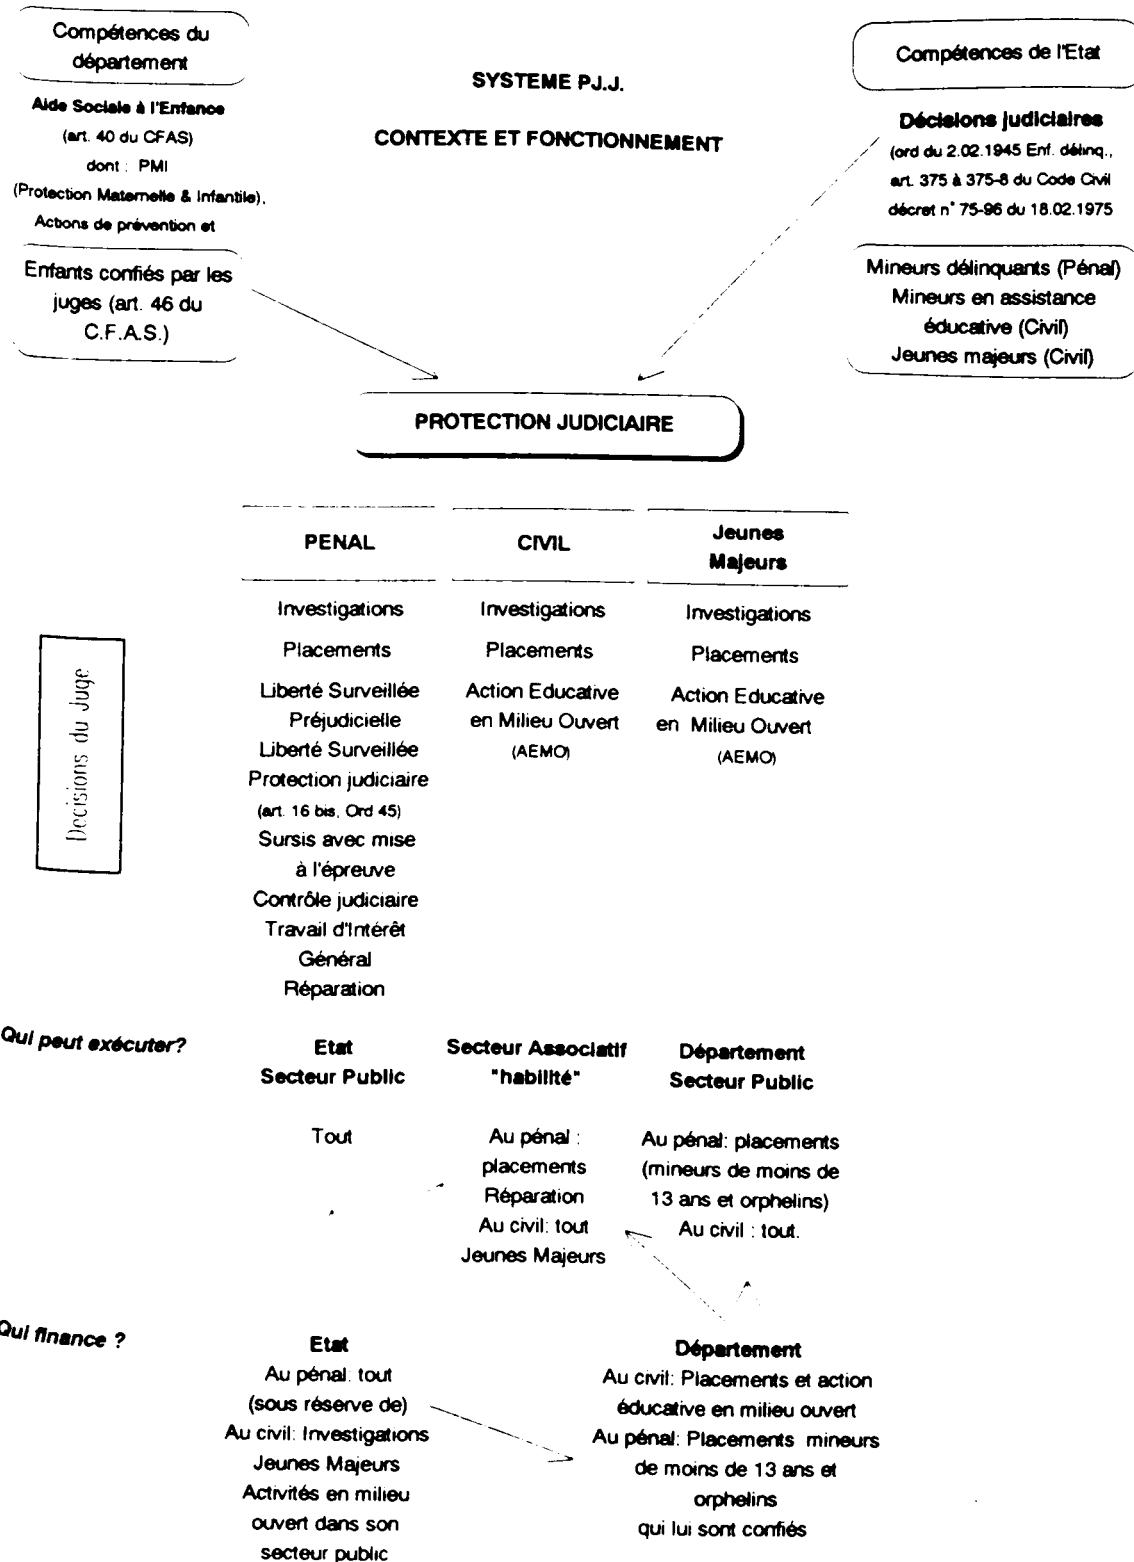 Compétences du
département
Aide Sociale à l'Enfance
(art. 40 du CFAS)
dont : PMI
(Protection Maternelle & Infantile),
Actions de prévention et
Enfants confiés par les
juges (art. 46 du
C.F.A.S.)
SYSTEME P.J.J.
CONTEXTE ET FONCTIONNEMENT
Compétences de l'Etat
Décisions judiciaires
(ord du 2.02.1945 Enf. délinq.,
art. 375 à 375-8 du Code Civil
décret n° 75-96 du 18.02.1975
Mineurs délinquants (Pénal)
Mineurs en assistance
éducative (Civil)
Jeunes majeurs (Civil)
PROTECTION JUDICIAIRE
Decisions du Juge
PENAL
Investigations
Placements
Liberté Surveillée
Préjudicielle
Liberté Surveillée
Protection judiciaire
(art. 16 bis, Ord 45)
Sursis avec mise
à l'épreuve
Contrôle judiciaire
Travail d'Intérêt
Général
Réparation
CIVIL
Investigations
Placements
Action Educative
en Milieu Ouvert
(AEMO)
Jeunes
Majeurs
Investigations
Placements
Action Educative
en Milieu Ouvert
(AEMO)
Qui peut exécuter?
Etat
Secteur Public
Tout
Secteur Associatif
"habilité"
Au pénal :
placements
Réparation
Au civil: tout
Jeunes Majeurs
Département
Secteur Public
Au pénal: placements
(mineurs de moins de
13 ans et orphelins)
Au civil : tout.
Qui finance ?
Etat
Au pénal: tout
(sous réserve de)
Au civil: Investigations
Jeunes Majeurs
Activités en milieu
ouvert dans son
secteur public
Département
Au civil: Placements et action
éducative en milieu ouvert
Au pénal: Placements mineurs
de moins de 13 ans et
orphelins
qui lui sont confiés